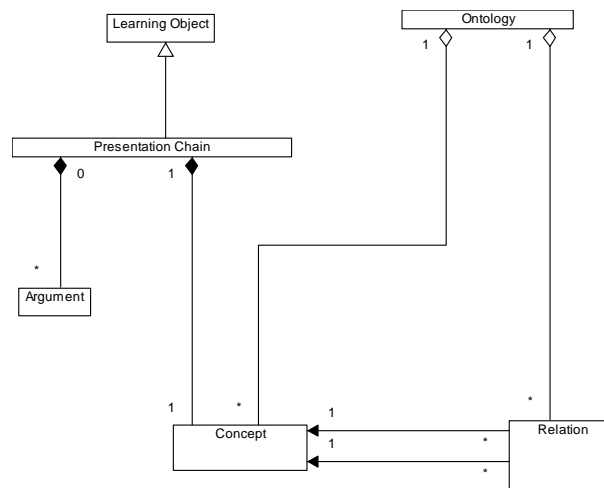 Learning Object
Ontology
1
1
Presentation Chain
0
1
*
Argument
1
*
*
1
Concept
Relation
*
1
*